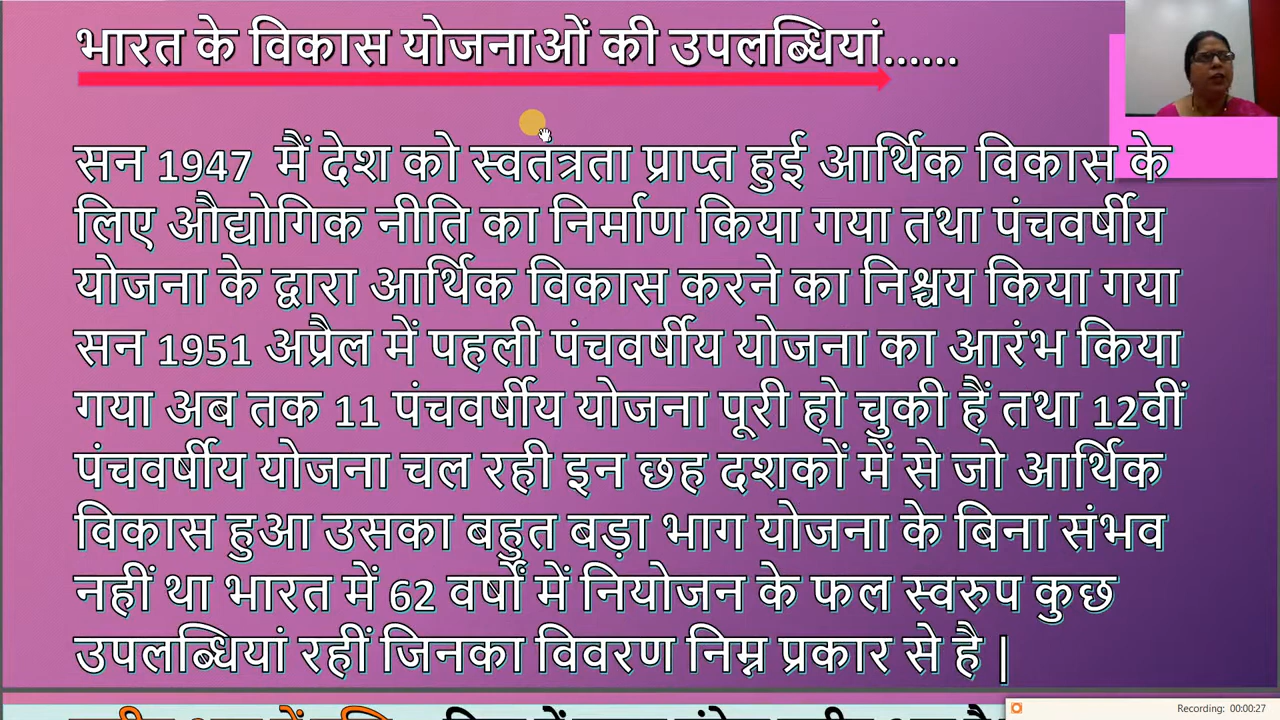 भारत के विकास योजनाओं की उपलब्धियां......
सन 1947 मैं देश को स्वतंत्रता प्राप्त हुई आर्थिक विकास के
लिए औद्योगिक नीति का निर्माण किया गया तथा पंचवर्षीय
योजना के द्वारा आर्थिक विकास करने का निश्चय किया गया
सन 1951 अप्रैल में पहली पंचवर्षीय योजना का आरंभ किया
गया अब तक 11 पंचवर्षीय योजना पूरी हो चुकी हैं तथा 12वीं
पंचवर्षीय योजना चल रही इन छह दशकों में से जो आर्थिक
विकास हुआ उसका बहुत बड़ा भाग योजना के बिना संभव
नहीं था भारत में 62 वर्षों में नियोजन के फल स्वरुप कुछ
उपलब्धियां रहीं जिनका विवरण निम्न प्रकार से है |
Recording: 00:00:27